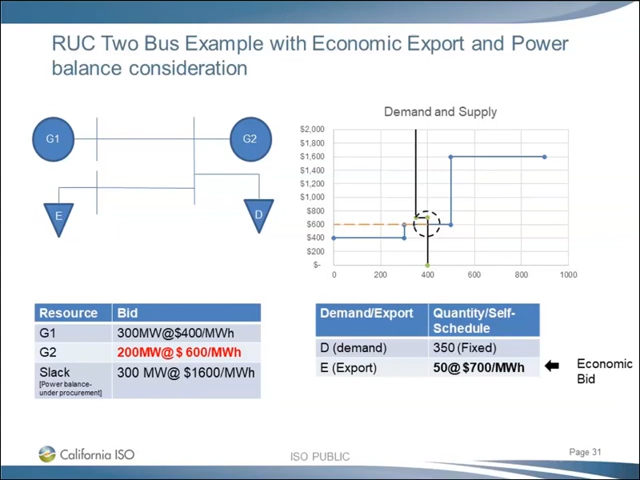 RUC Two Bus Example with Economic Export and Power
balance consideration
G1
G2
E
D
Demand and Supply
$2,000
$1,800
$1,600
$1,400
$1,200
$1,000
$800
$600
$400
$200
$-
0 200 400 600 800 1000
Resource Bid
G1 300MW@$400/MWh
G2 200MW@ $ 600/MWh
Slack 300 MW@ $1600/MWh
[Power balance-
under procurement]
Demand/Export Quantity/Self-
Schedule
D (demand) 350 (Fixed)
E (Export) 50@ $700/MWh
Economic
Bid
California ISO
ISO PUBLIC
Page 31